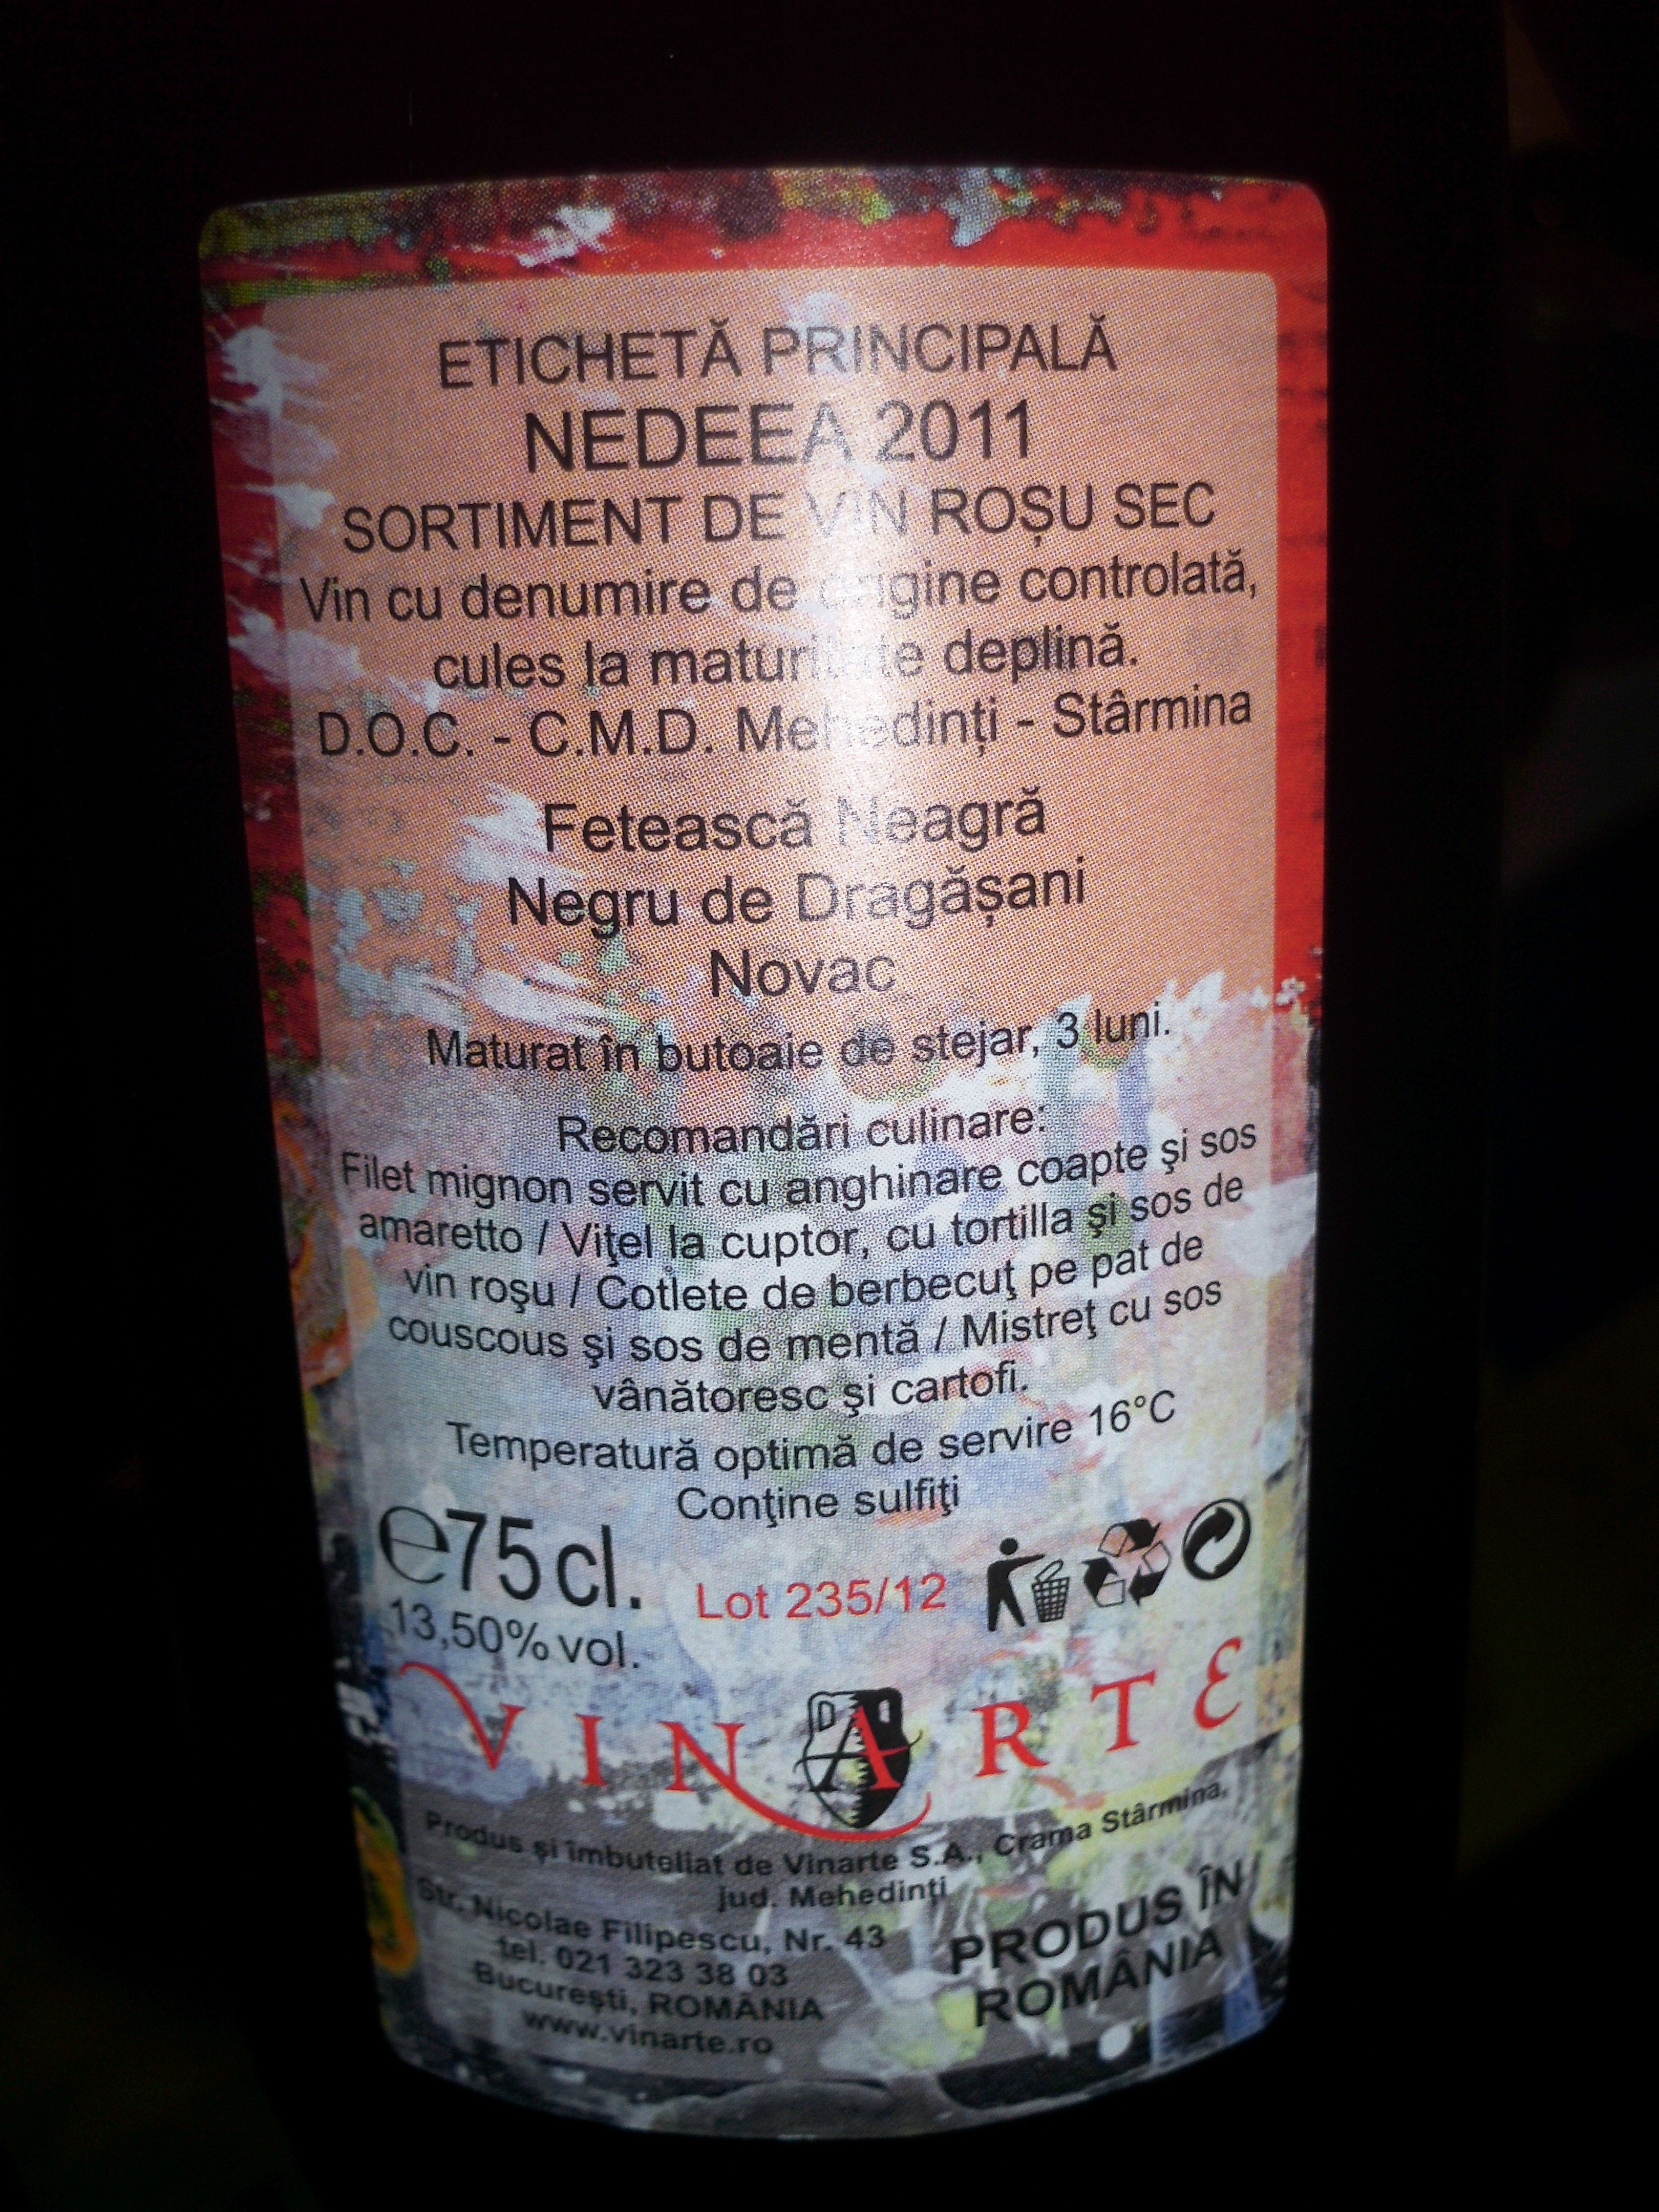 ETICHETĂ PRINCIPALĂ
NEDEEA 2011
SORTIMENT DE VIN ROȘU SEC
Vin cu denumire de origine controlată,
cules la maturitate deplină.
D.O.C. - C.M.D. Mehedinți - Stârmina
Fetească Neagră
Negru de Dragășani
Novac
Maturat în butoaie de stejar, 3 luni.
Recomandări culinare:
Filet mignon servit cu anghinare coapte şi sos
amaretto / Viţel la cuptor, cu tortilla şi sos de
vin roşu / Cotlete de berbecuţ pe pat de
couscous şi sos de mentă / Mistreţ cu sos
vânătoresc şi cartofi.
Temperatură optimă de servire 16°C
Conţine sulfiţi
℮75 cl.
Lot 235/12
13,50% vol.
VINARTE
Produs și îmbuteliat de Vinarte S.A., Crama Stârmina,
jud. Mehedinți
Str. Nicolae Filipescu, Nr. 43
tel. 021 323 38 03
București, ROMÂNIA
www.vinarte.ro
PRODUS ÎN
ROMÂNIA